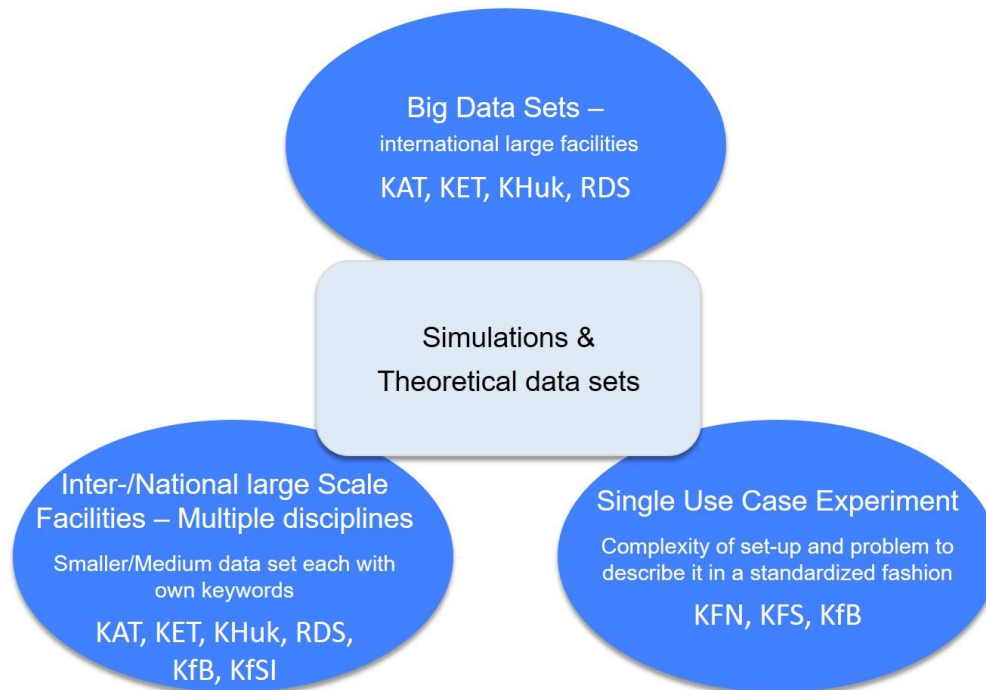 Big Data Sets –
international large facilities
KAT, KET, KHuk, RDS
Simulations &
Theoretical data sets
Inter-/National large Scale
Facilities – Multiple disciplines
Smaller/Medium data set each with
own keywords
KAT, KET, KHuk, RDS,
KfB, KfSI
Single Use Case Experiment
Complexity of set-up and problem to
describe it in a standardized fashion
KFN, KFS, KfB